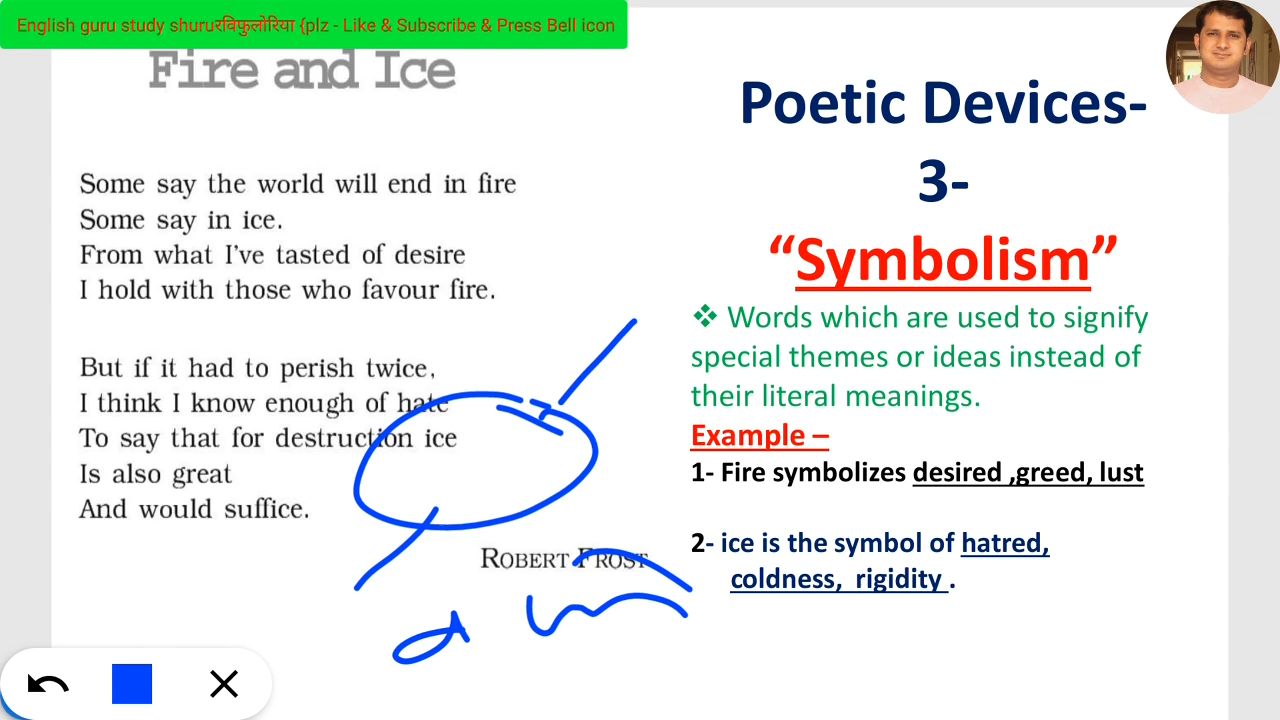 English guru study shuruरविफुलोरिया {plz - Like & Subscribe & Press Bell icon
Fire and Ice
Some say the world will end in fire
Some say in ice.
From what I've tasted of desire
I hold with those who favour fire.
But if it had to perish twice,
I think I know enough of hate
To say that for destruction ice
Is also great
And would suffice.
ROBERT FROST
Poetic Devices-
3-
“Symbolism”
❖ Words which are used to signify
special themes or ideas instead of
their literal meanings.
Example –
1- Fire symbolizes desired ,greed, lust
2- ice is the symbol of hatred,
coldness, rigidity .